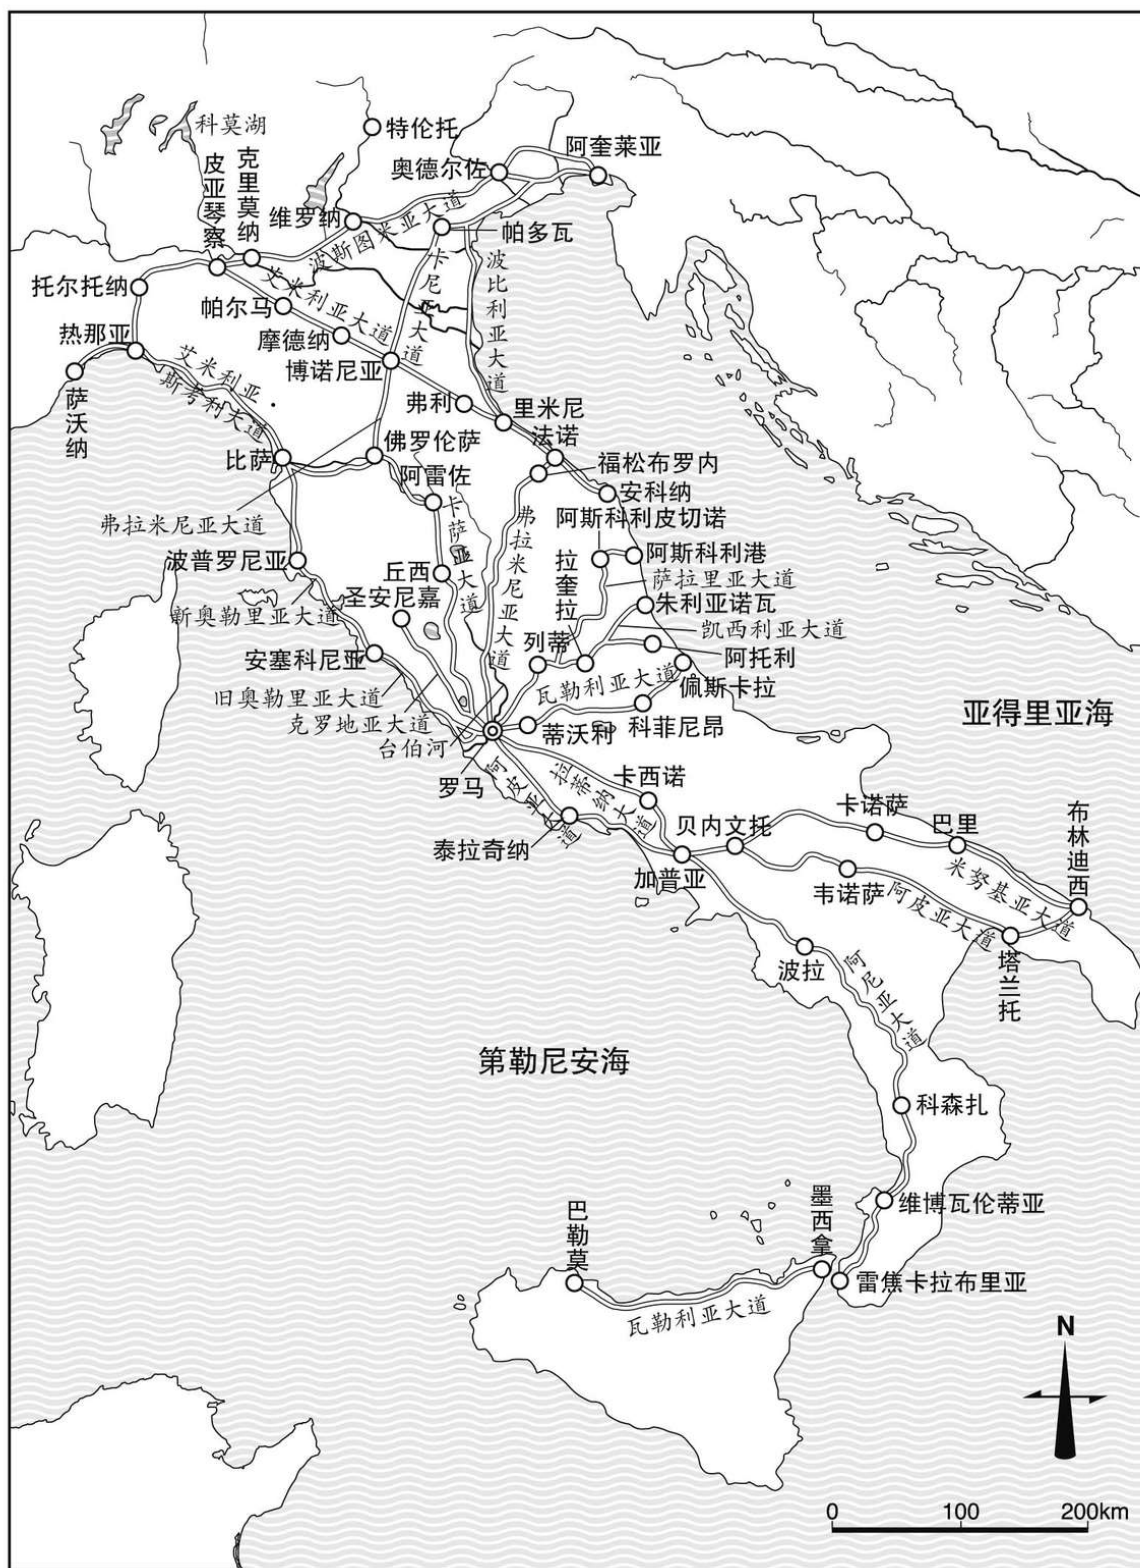 科莫湖
特伦托
阿奎莱亚
奥德尔佐
皮亚琴察
克里莫纳
维罗纳
波斯图米亚大道
帕多瓦
托尔托纳
艾米利亚大道
卡尼亚大道
波比利亚大道
帕尔马
热那亚
摩德纳
博诺尼亚
艾米利亚·
斯考利大道
萨沃纳
弗利
里米尼
法诺
比萨
佛罗伦萨
福松布罗内
阿雷佐
安科纳
弗拉米尼亚大道
卡萨亚大道
弗拉米尼亚大道
阿斯科利皮切诺
波普罗尼亚
丘西
拉奎拉
阿斯科利港
萨拉里亚大道
圣安尼嘉
新奥勒里亚大道
朱利亚诺瓦
凯西利亚大道
安塞科尼亚
列蒂
阿托利
旧奥勒里亚大道
瓦勒利亚大道
佩斯卡拉
克罗地亚大道
台伯河
蒂沃利
科菲尼昂
亚得里亚海
罗马
阿皮亚大道
拉蒂纳大道
卡西诺
泰拉奇纳
贝内文托
卡诺萨
巴里
布林迪西
加普亚
韦诺萨
米努基亚大道
阿皮亚大道
波拉
阿尼亚大道
塔兰托
第勒尼安海
科森扎
维博瓦伦蒂亚
巴勒莫
墨西拿
雷焦卡拉布里亚
瓦勒利亚大道
N
0 100 200km